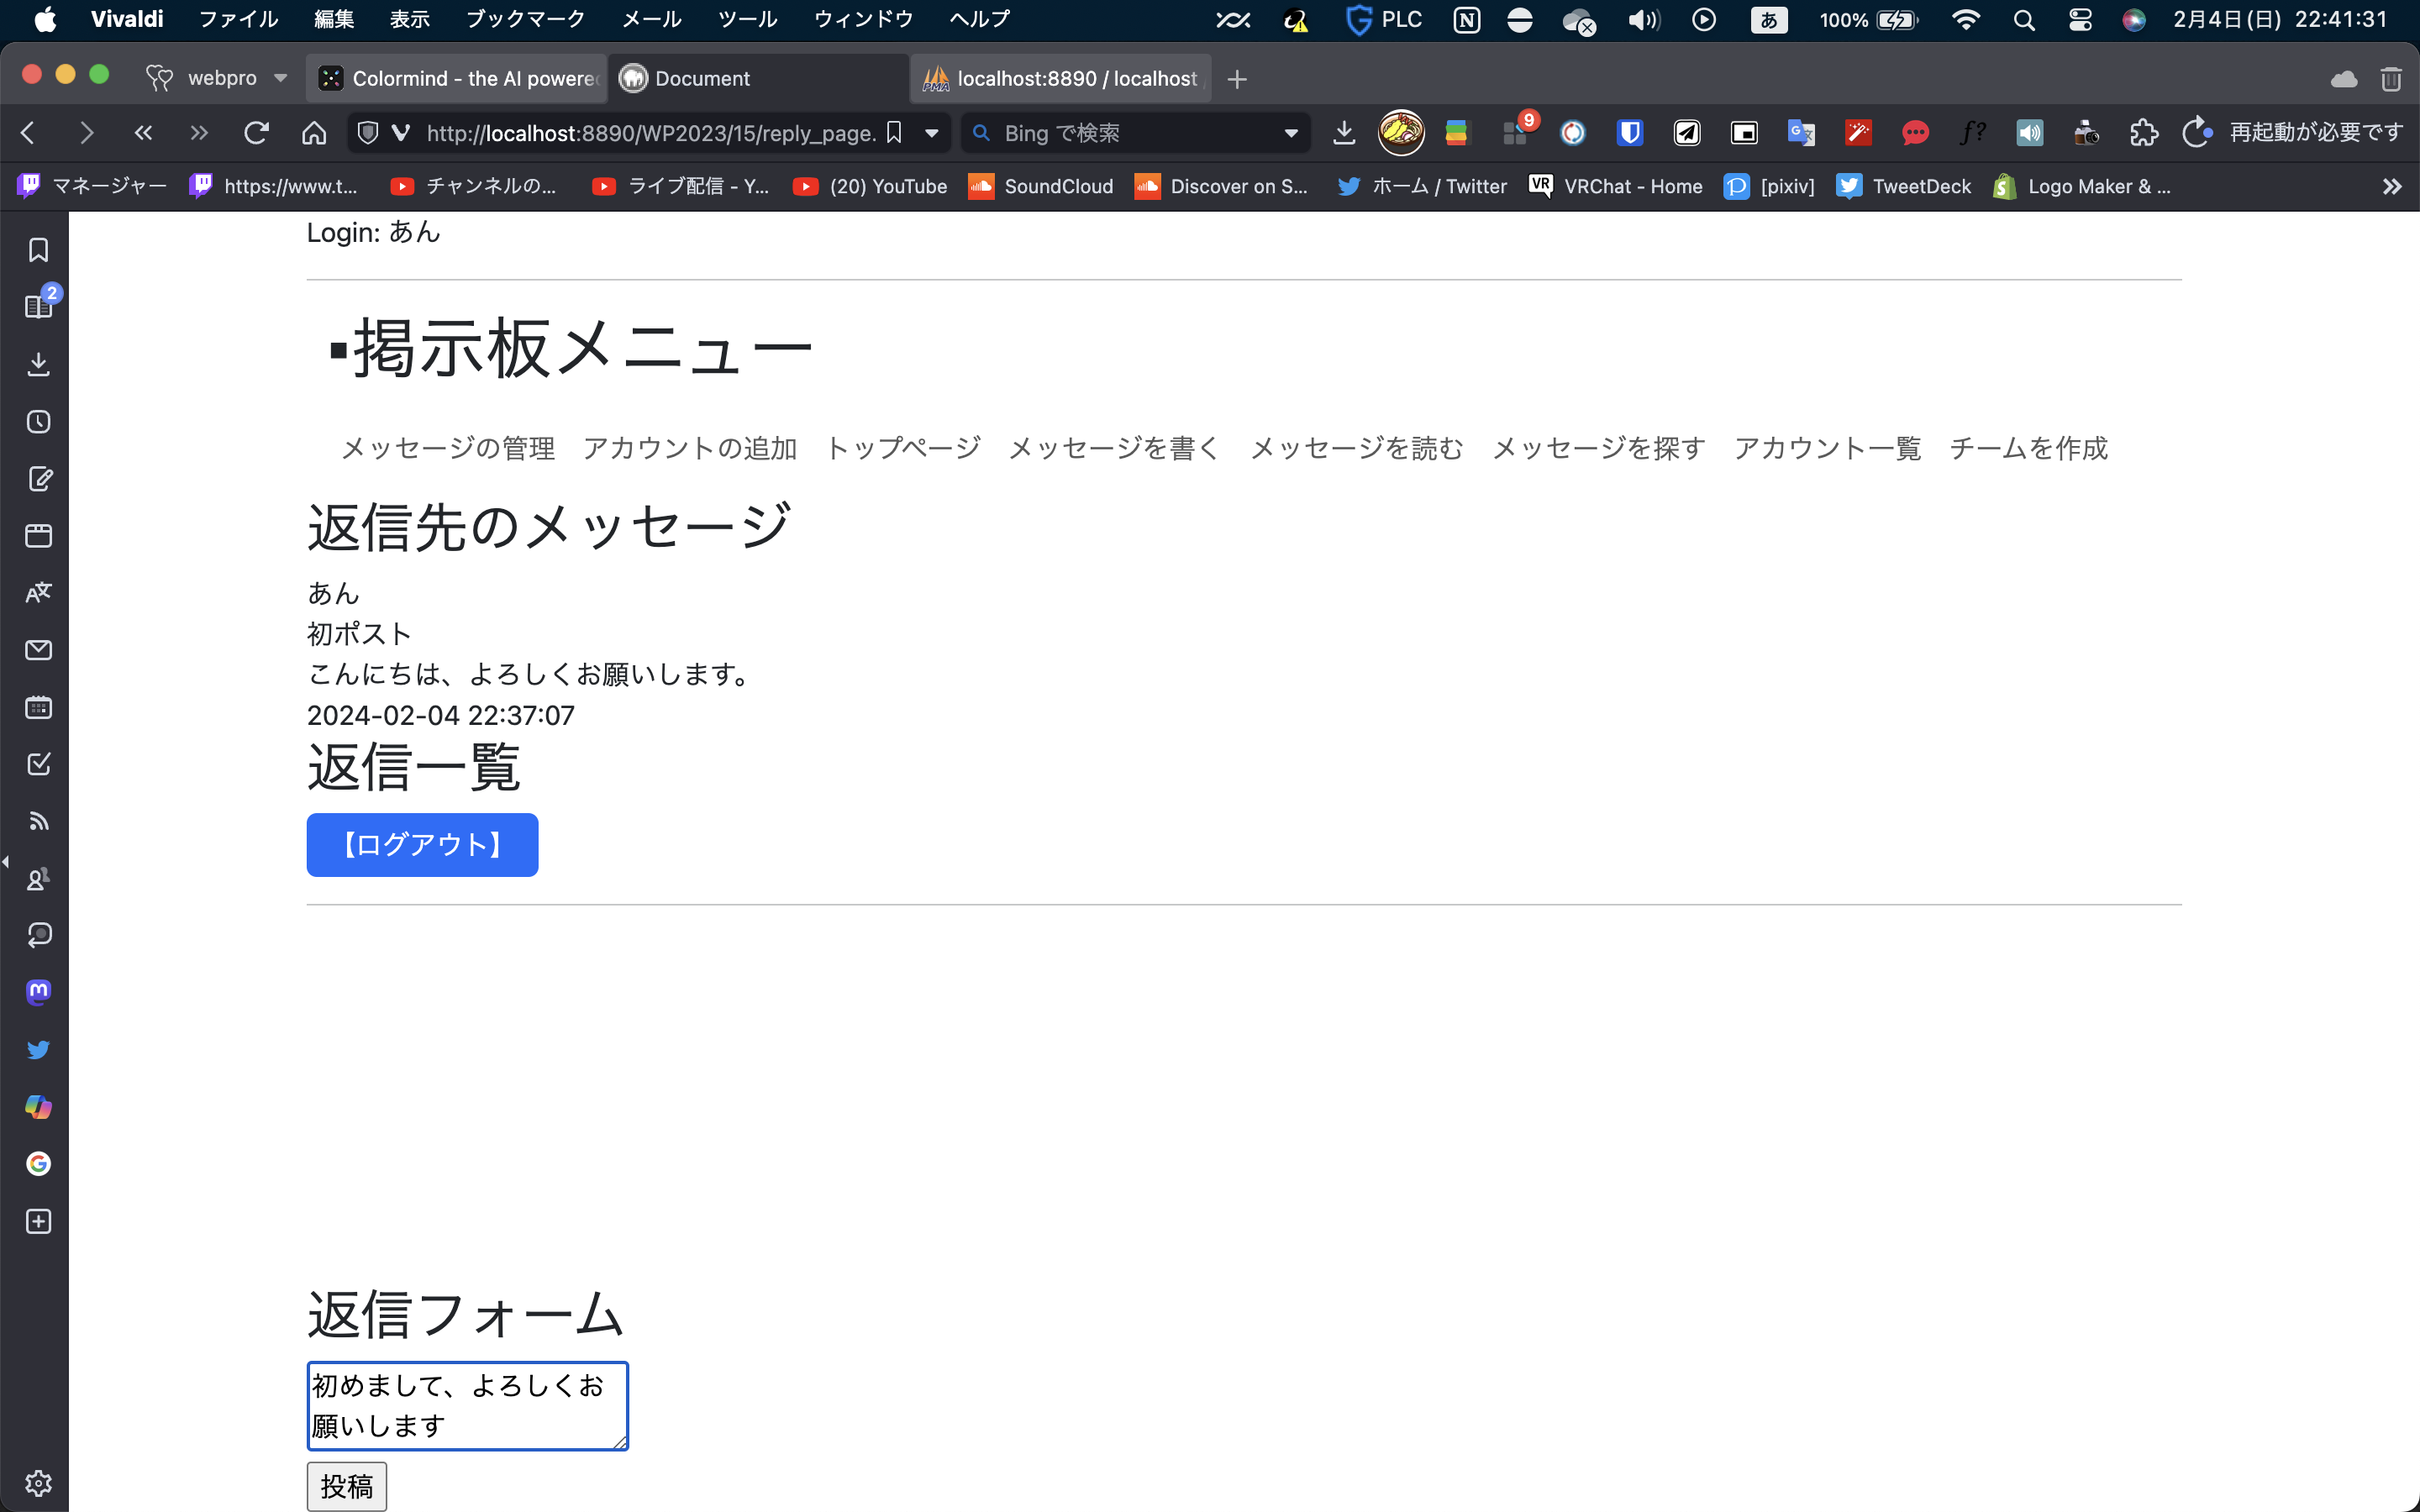 Vivaldi ファイル 編集 表示 ブックマーク メール ツール ウィンドウ ヘルプ PLC あ 100% 2月4日(日) 22:41:31
webpro Colormind - the AI powere Document localhost:8890 / localhost
http://localhost:8890/WP2023/15/reply_page. Bing で検索 9 再起動が必要です
マネージャー https://www.t... チャンネルの... ライブ配信 - Y... (20) YouTube SoundCloud Discover on S... ホーム / Twitter VRChat - Home [pixiv] TweetDeck Logo Maker & ...
2
Login: あん
▪掲示板メニュー
メッセージの管理 アカウントの追加 トップページ メッセージを書く メッセージを読む メッセージを探す アカウント一覧 チームを作成
返信先のメッセージ
あん
初ポスト
こんにちは、よろしくお願いします。
2024-02-04 22:37:07
返信一覧
【ログアウト】
返信フォーム
初めまして、よろしくお
願いします
投稿